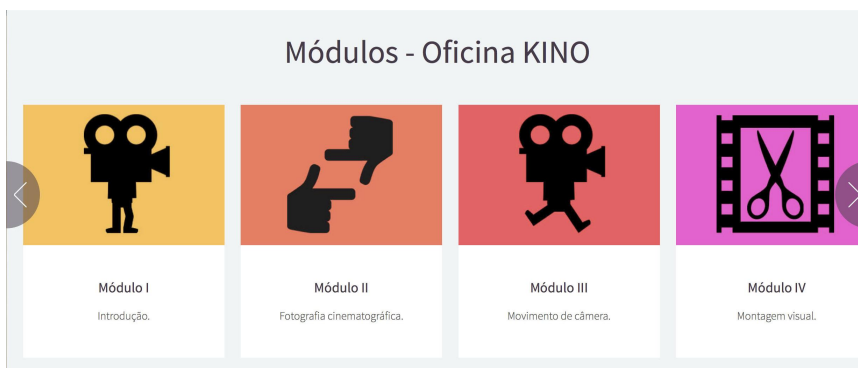 Módulos - Oficina KINO
Módulo I
Introdução.
Módulo II
Fotografia cinematográfica.
Módulo III
Movimento de câmera.
Módulo IV
Montagem visual.